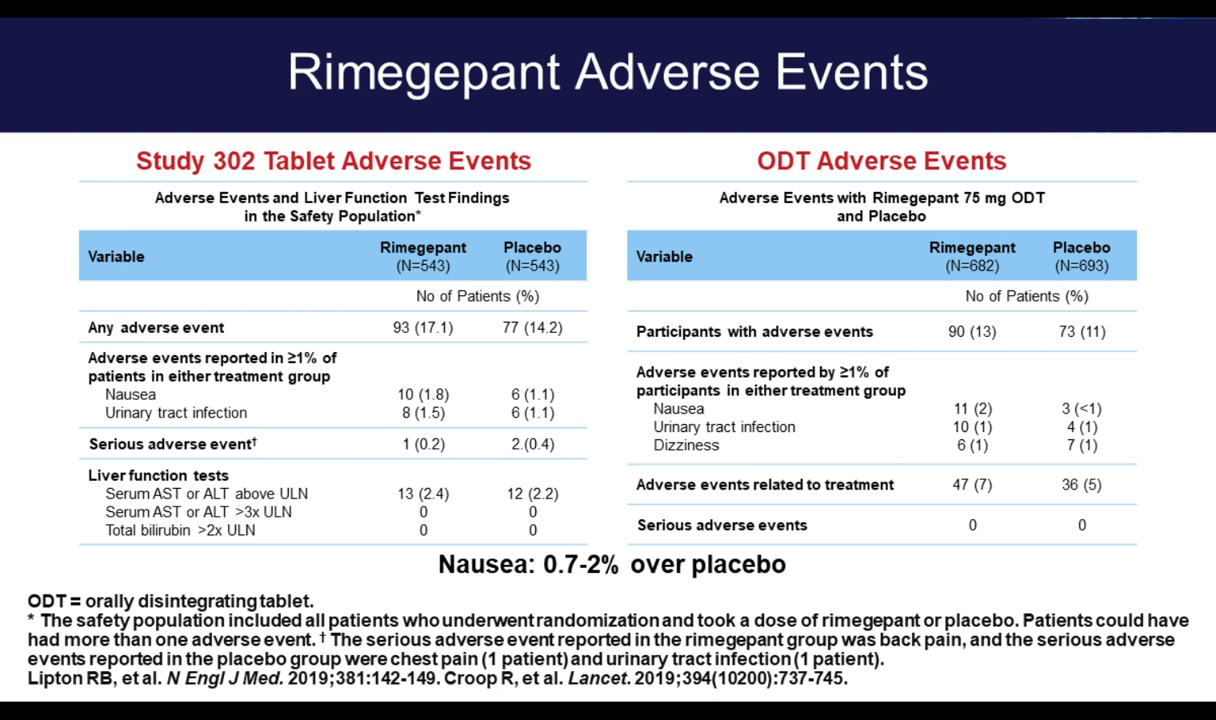 Rimegepant Adverse Events
Study 302 Tablet Adverse Events
Adverse Events and Liver Function Test Findings
in the Safety Population*
Variable Rimegepant (N=543) Placebo (N=543)
No of Patients (%)
Any adverse event 93 (17.1) 77 (14.2)
Adverse events reported in ≥1% of
patients in either treatment group
Nausea 10 (1.8) 6 (1.1)
Urinary tract infection 8 (1.5) 6 (1.1)
Serious adverse event† 1 (0.2) 2.(0.4)
Liver function tests
Serum AST or ALT above ULN 13 (2.4) 12 (2.2)
Serum AST or ALT >3x ULN 0 0
Total bilirubin >2x ULN 0 0
ODT Adverse Events
Adverse Events with Rimegepant 75 mg ODT
and Placebo
Variable Rimegepant (N=682) Placebo (N=693)
No of Patients (%)
Participants with adverse events 90 (13) 73 (11)
Adverse events reported by ≥1% of
participants in either treatment group
Nausea 11 (2) 3 (<1)
Urinary tract infection 10 (1) 4 (1)
Dizziness 6 (1) 7 (1)
Adverse events related to treatment 47 (7) 36 (5)
Serious adverse events 0 0
Nausea: 0.7-2% over placebo
ODT = orally disintegrating tablet.
* The safety population included all patients who underwent randomization and took a dose of rimegepant or placebo. Patients could have
had more than one adverse event. † The serious adverse event reported in the rimegepant group was back pain, and the serious adverse
events reported in the placebo group were chest pain (1 patient) and urinary tract infection (1 patient).
Lipton RB, et al. N Engl J Med. 2019;381:142-149. Croop R, et al. Lancet. 2019;394(10200):737-745.